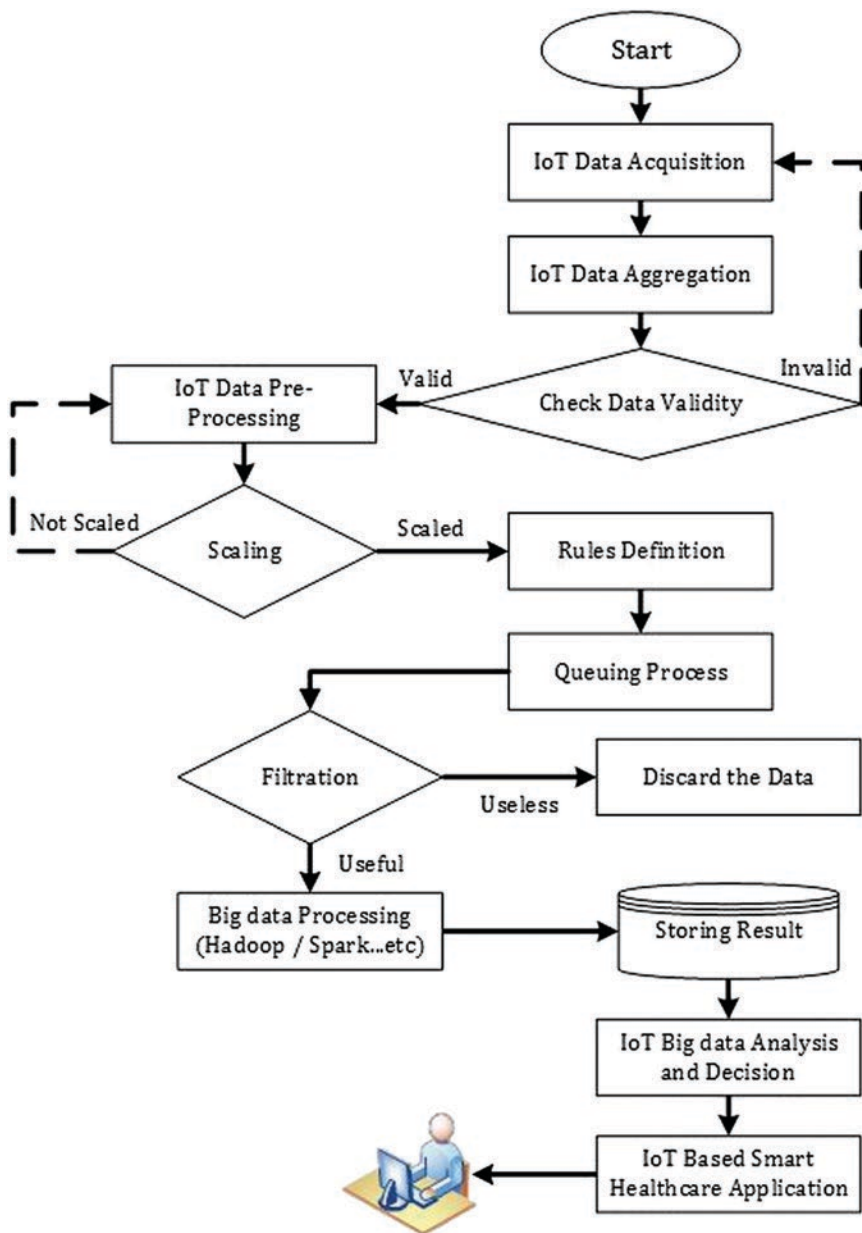 Start
IoT Data Acquisition
IoT Data Aggregation
Check Data Validity
Invalid
Valid
IoT Data Pre-
Processing
Scaling
Not Scaled
Scaled
Rules Definition
Queuing Process
Filtration
Useless
Discard the Data
Useful
Big data Processing
(Hadoop / Spark...etc)
Storing Result
IoT Big data Analysis
and Decision
IoT Based Smart
Healthcare Application